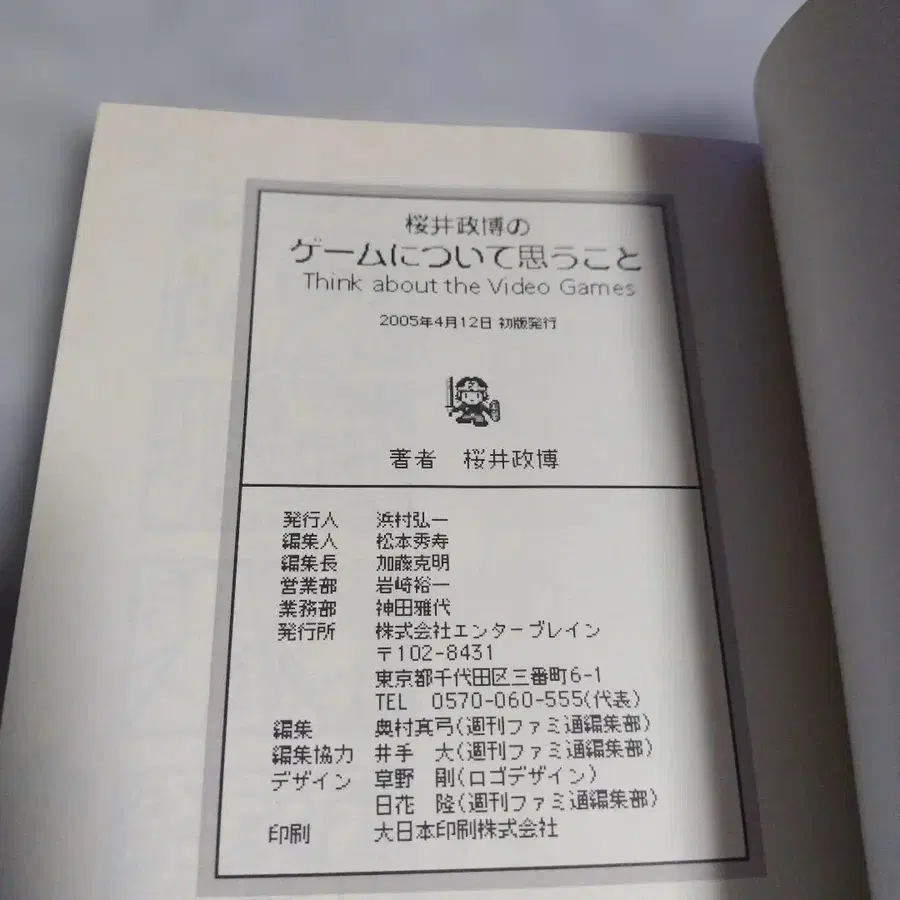 桜井政博の
ゲームについて思うこと
Think about the Video Games
2005年4月12日 初版発行
著者 桜井政博
発行人 浜村弘一
編集人 松本秀寿
編集長 加藤克明
営業部 岩崎裕一
業務部 神田雅代
発行所 株式会社エンターブレイン
〒102-8431
東京都千代田区三番町6-1
TEL 0570-060-555(代表)
編集 奥村真弓(週刊ファミ通編集部)
編集協力 井手 大(週刊ファミ通編集部)
デザイン 草野 剛(ロゴデザイン)
日花 隆(週刊ファミ通編集部)
印刷 大日本印刷株式会社